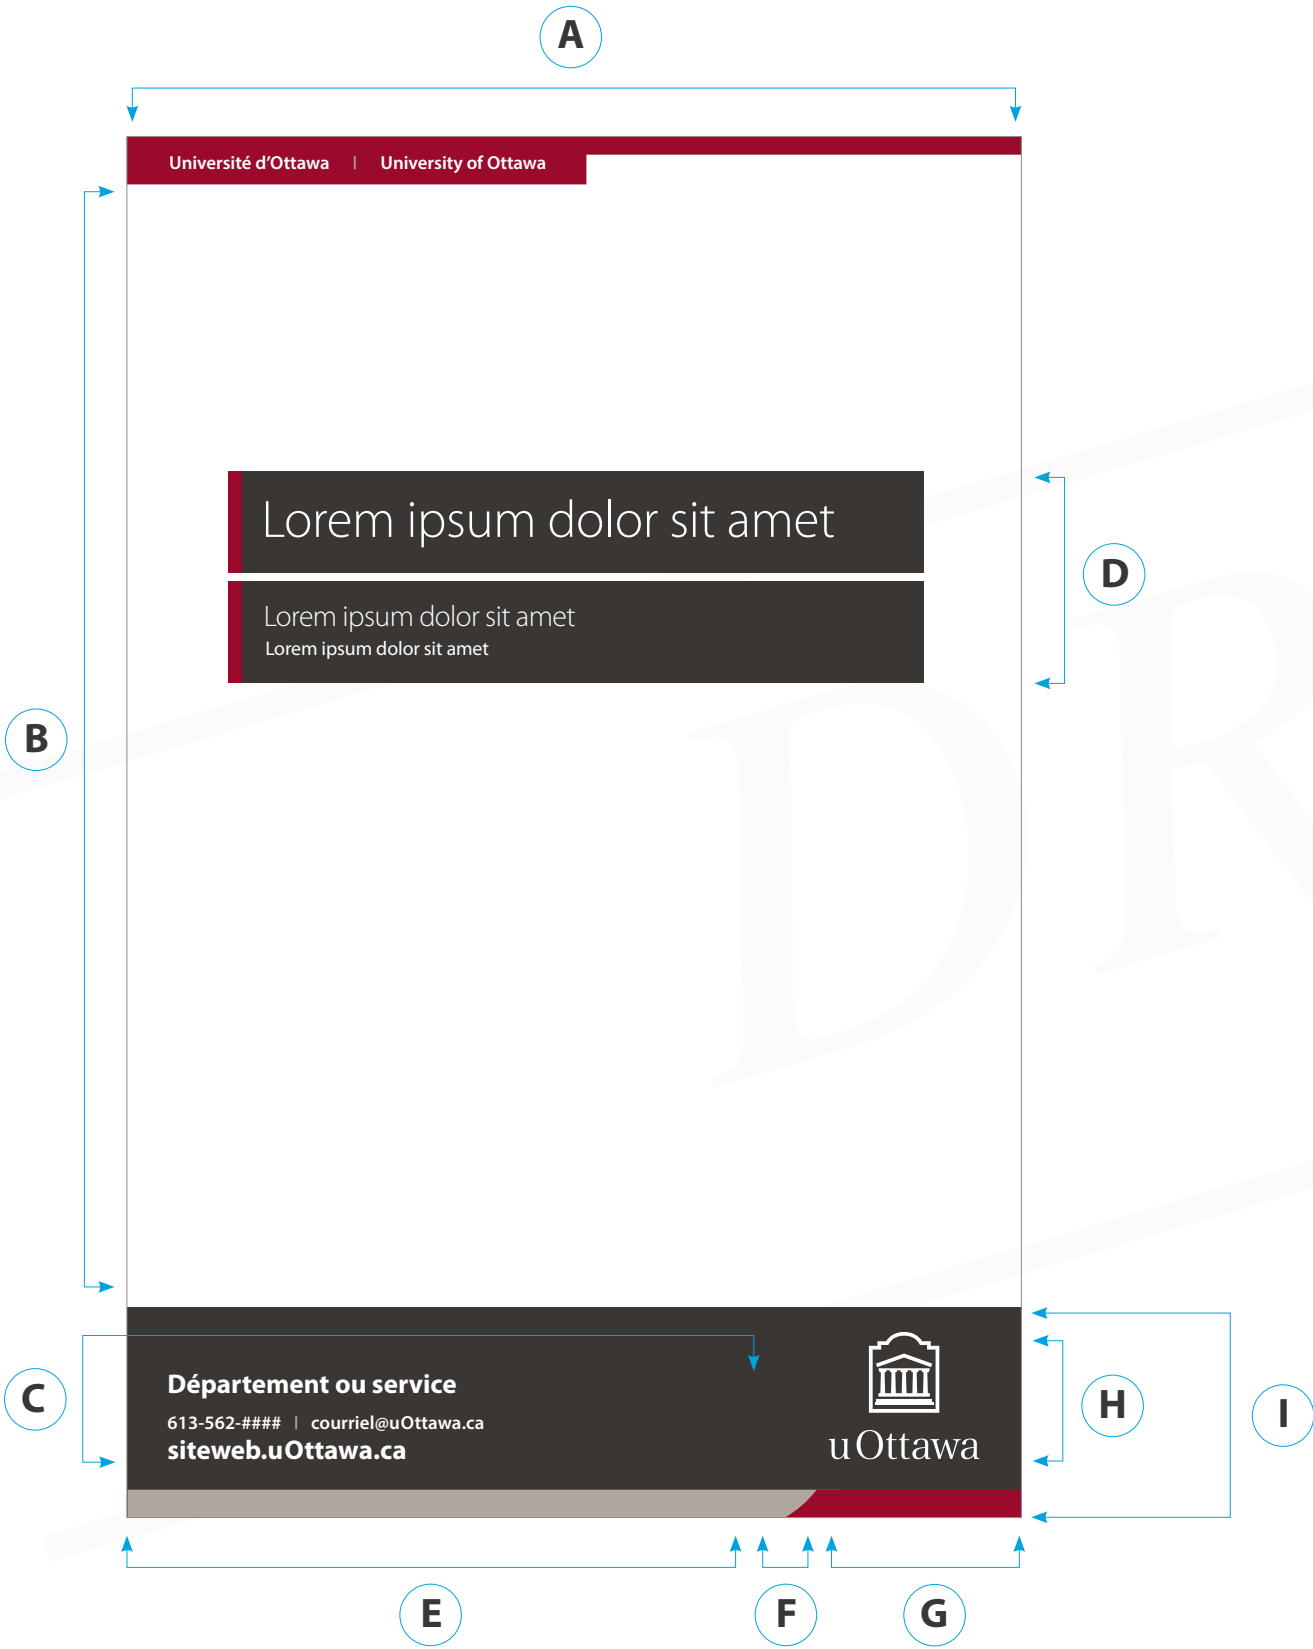 A
Université d'Ottawa | University of Ottawa
Lorem ipsum dolor sit amet
D
Lorem ipsum dolor sit amet
Lorem ipsum dolor sit amet
B
DR
Département ou service
C
613-562-#### | courriel@uOttawa.ca
siteweb.uOttawa.ca
uOttawa
H
I
E
F
G